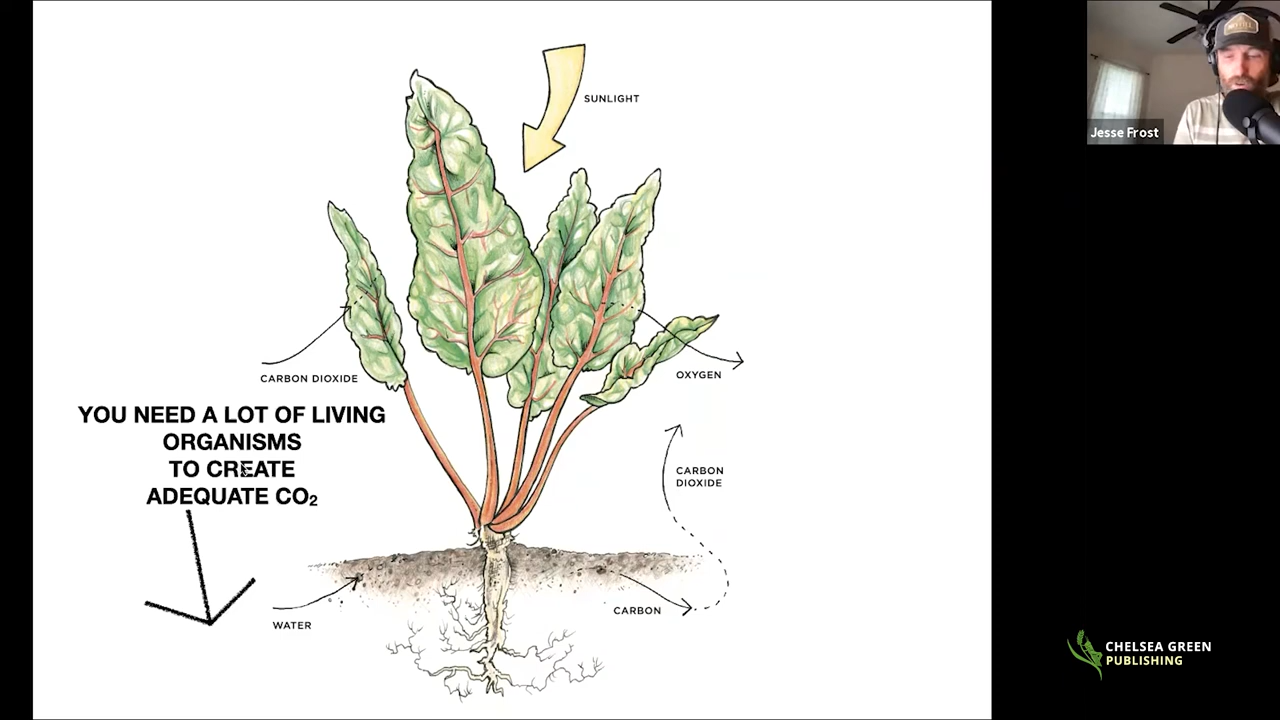 SUNLIGHT
CARBON DIOXIDE
OXYGEN
YOU NEED A LOT OF LIVING
ORGANISMS
TO CREATE
ADEQUATE CO₂
CARBON
DIOXIDE
WATER
CARBON
Jesse Frost
CHELSEA GREEN
PUBLISHING